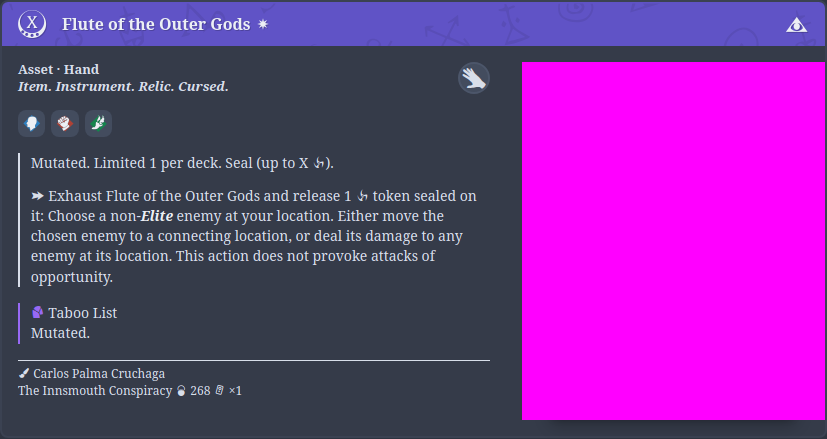 X Flute of the Outer Gods
Asset · Hand
Item. Instrument. Relic. Cursed.
Mutated. Limited 1 per deck. Seal (up to X ).
Exhaust Flute of the Outer Gods and release 1 token sealed on
it: Choose a non-Elite enemy at your location. Either move the
chosen enemy to a connecting location, or deal its damage to any
enemy at its location. This action does not provoke attacks of
opportunity.
Taboo List
Mutated.
Carlos Palma Cruchaga
The Innsmouth Conspiracy 268 ×1